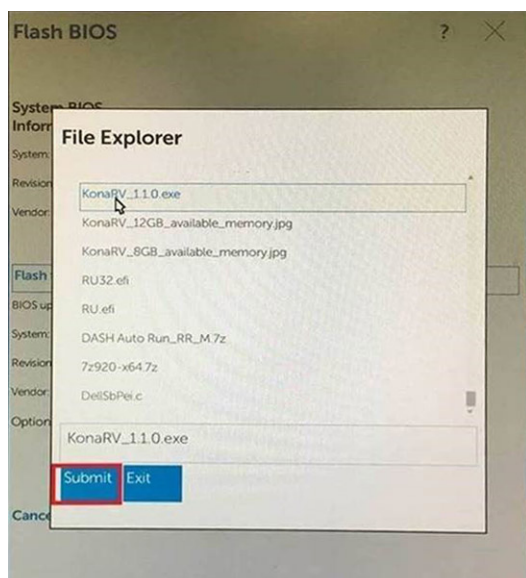 Flash BIOS
? ×
System BIOS
Inforr
System:
Revision
Vendor:
File Explorer
KonaRV_1.1.0.exe
KonaRV_12GB_available_memory.jpg
KonaRV_8GB_available_memory.jpg
RU32.efi
RU.efi
DASH Auto Run_RR_M.7z
7z920-x64.7z
DellSbPei.c
Flash
BIOS up
System:
Revision
Vendor:
Option
KonaRV_1.1.0.exe
Submit Exit
Cance